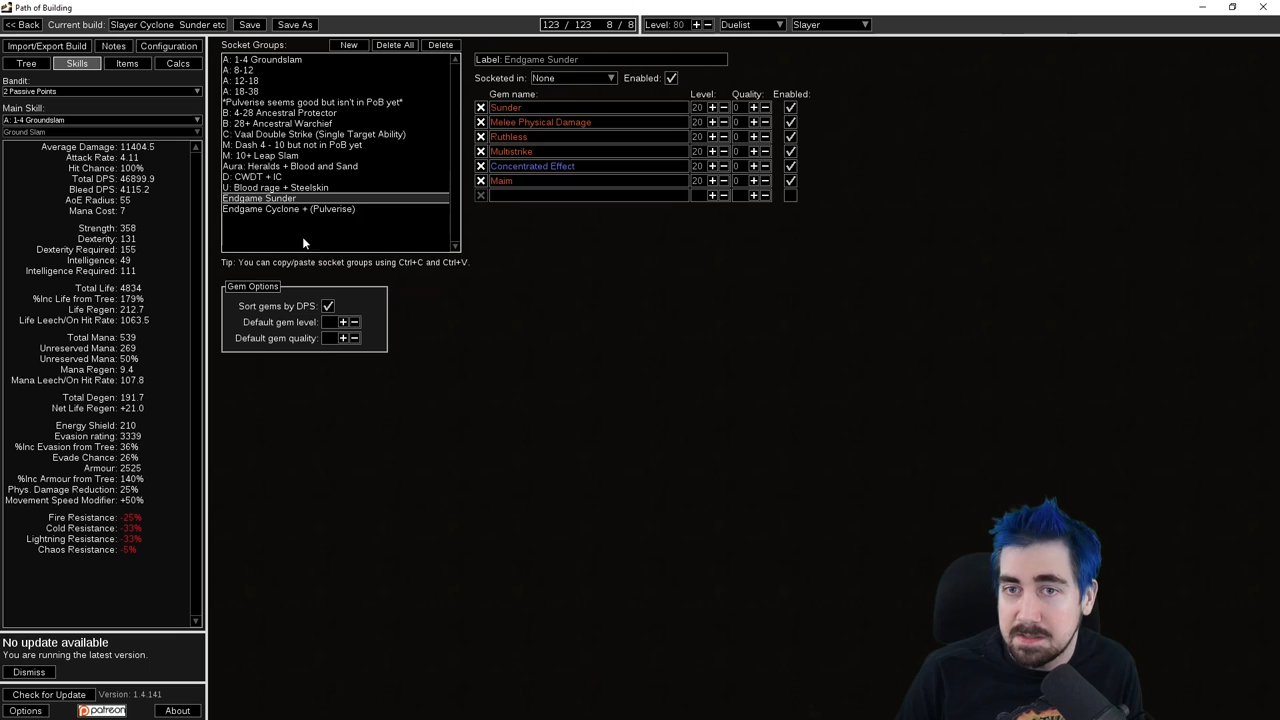 Path of Building
<< Back Current build: Slayer Cyclone Sunder etc Save Save As 123 / 123 8 / 8 Level: 80 + − Duelist Slayer
Import/Export Build Notes Configuration
Tree Skills Items Calcs
Bandit:
2 Passive Points
Main Skill:
A: 1-4 Groundslam
Ground Slam
Average Damage: 11404.5
Attack Rate: 4.11
Hit Chance: 100%
Total DPS: 46899.9
Bleed DPS: 4115.2
AoE Radius: 55
Mana Cost: 7
Strength: 358
Dexterity: 131
Dexterity Required: 155
Intelligence: 49
Intelligence Required: 111
Total Life: 4834
%Inc Life from Tree: 179%
Life Regen: 212.7
Life Leech/On Hit Rate: 1063.5
Total Mana: 539
Unreserved Mana: 269
Unreserved Mana: 50%
Mana Regen: 9.4
Mana Leech/On Hit Rate: 107.8
Total Degen: 191.7
Net Life Regen: +21.0
Energy Shield: 210
Evasion rating: 3339
%Inc Evasion from Tree: 36%
Evade Chance: 26%
Armour: 2525
%Inc Armour from Tree: 140%
Phys. Damage Reduction: 25%
Movement Speed Modifier: +50%
Fire Resistance: -25%
Cold Resistance: -33%
Lightning Resistance: -33%
Chaos Resistance: -5%
No update available
You are running the latest version.
Dismiss
Check for Update Version: 1.4.141
Options patreon About
Socket Groups: New Delete All Delete
A: 1-4 Groundslam
A: 8-12
A: 12-18
A: 18-38
*Pulverise seems good but isn't in PoB yet*
B: 4-28 Ancestral Protector
B: 28+ Ancestral Warchief
C: Vaal Double Strike (Single Target Ability)
M: Dash 4 - 10 but not in PoB yet
M: 10+ Leap Slam
Aura: Heralds + Blood and Sand
D: CWDT + IC
U: Blood rage + Steelskin
Endgame Sunder
Endgame Cyclone + (Pulverise)
Tip: You can copy/paste socket groups using Ctrl+C and Ctrl+V.
Gem Options
Sort gems by DPS:
Default gem level: + −
Default gem quality: + −
Label: Endgame Sunder
Socketed in: None Enabled:
Gem name: Level: Quality: Enabled:
Sunder 20 + − 0 + −
Melee Physical Damage 20 + − 0 + −
Ruthless 20 + − 0 + −
Multistrike 20 + − 0 + −
Concentrated Effect 20 + − 0 + −
Maim 20 + − 0 + −
+ − + −